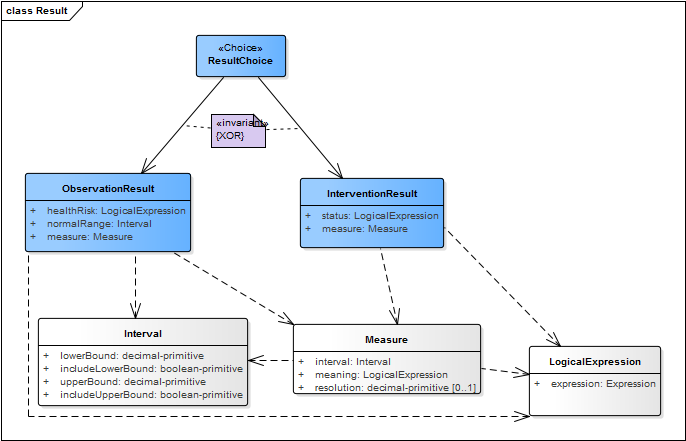 class Result
«Choice»
ResultChoice
«invariant»
{XOR}
ObservationResult
+ healthRisk: LogicalExpression
+ normalRange: Interval
+ measure: Measure
InterventionResult
+ status: LogicalExpression
+ measure: Measure
Interval
+ lowerBound: decimal-primitive
+ includeLowerBound: boolean-primitive
+ upperBound: decimal-primitive
+ includeUpperBound: boolean-primitive
Measure
+ interval: Interval
+ meaning: LogicalExpression
+ resolution: decimal-primitive [0..1]
LogicalExpression
+ expression: Expression